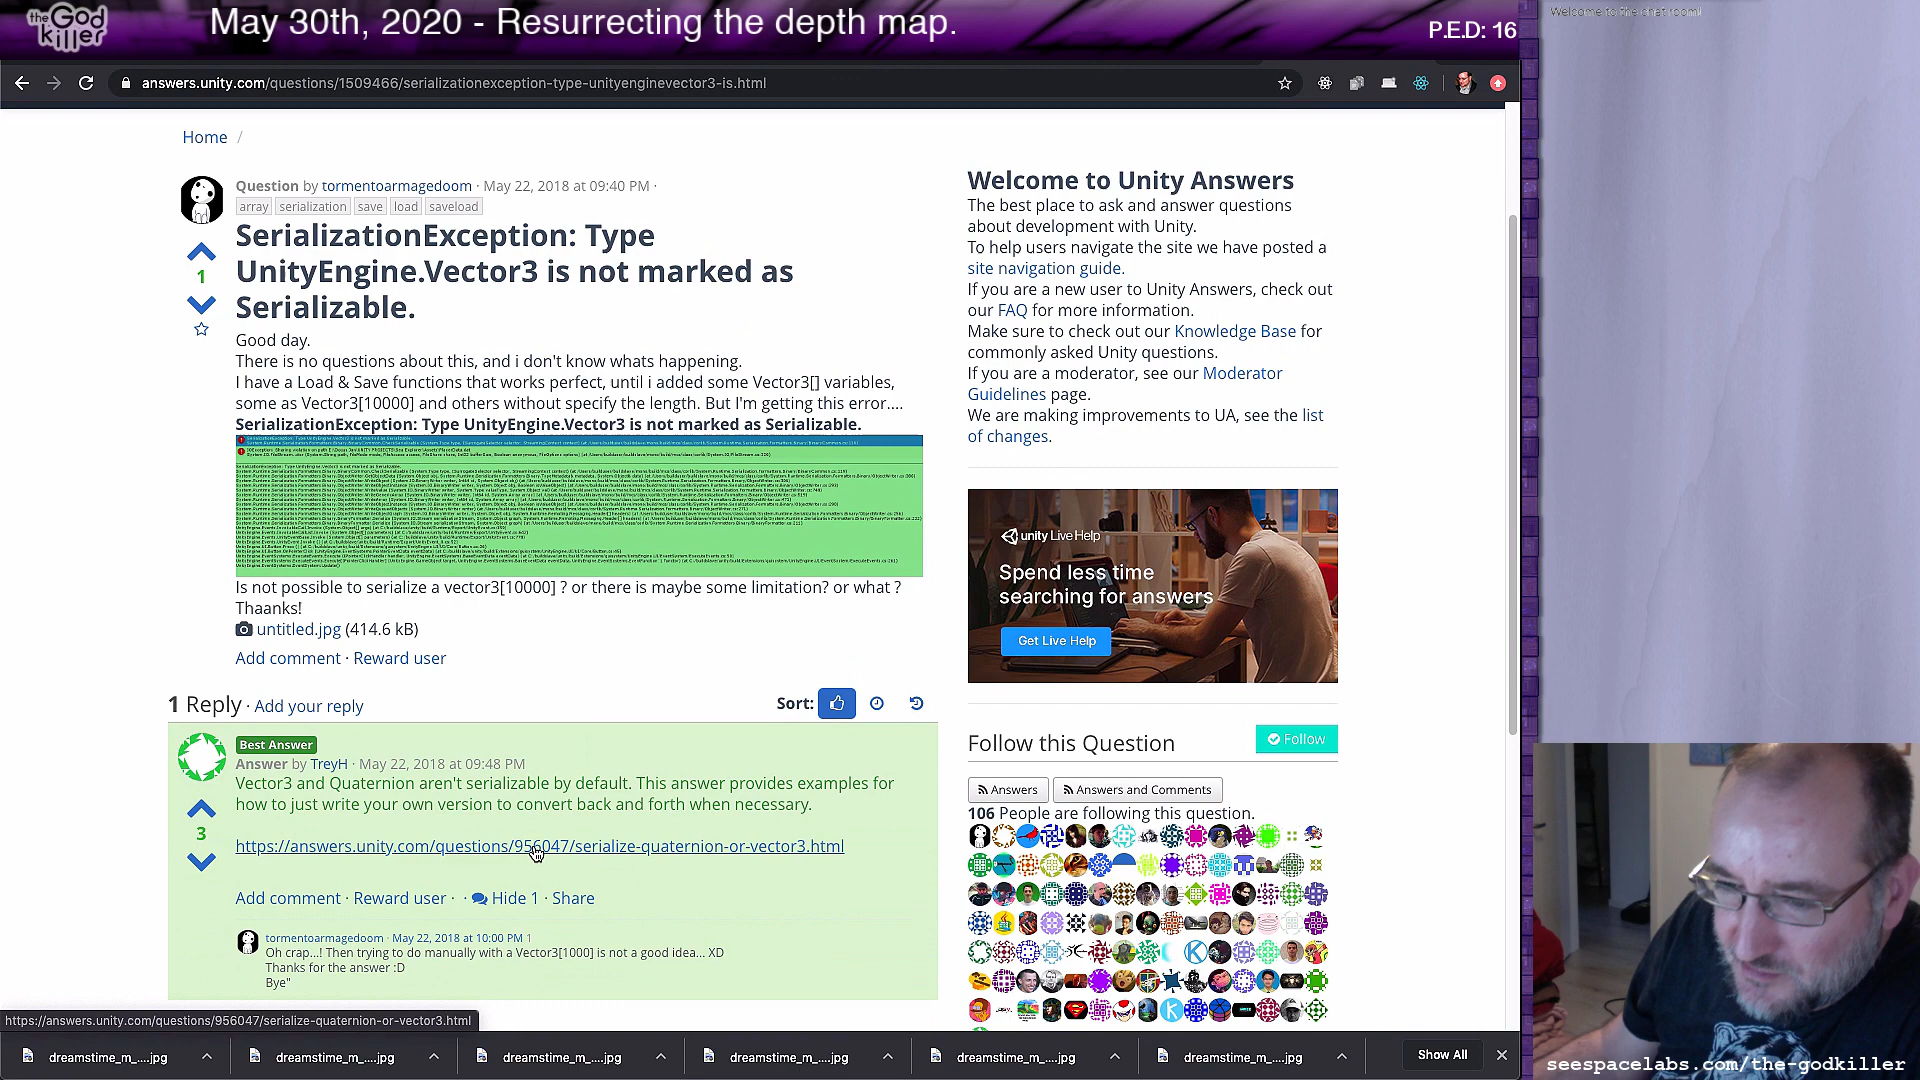 the God killer
May 30th, 2020 - Resurrecting the depth map.
P.E.D: 16
Welcome to the chat room!
answers.unity.com/questions/1509466/serializationexception-type-unityenginevector3-is.html
Home /
Question by tormentoarmagedoom · May 22, 2018 at 09:40 PM ·
array serialization save load saveload
SerializationException: Type
UnityEngine.Vector3 is not marked as
Serializable.
1
Good day.
There is no questions about this, and i don't know whats happening.
I have a Load & Save functions that works perfect, until i added some Vector3[] variables,
some as Vector3[10000] and others without specify the length. But I'm getting this error....
SerializationException: Type UnityEngine.Vector3 is not marked as Serializable.
Is not possible to serialize a vector3[10000] ? or there is maybe some limitation? or what ?
Thaanks!
untitled.jpg (414.6 kB)
Add comment · Reward user
1 Reply · Add your reply
Sort:
Best Answer
Answer by TreyH · May 22, 2018 at 09:48 PM
Vector3 and Quaternion aren't serializable by default. This answer provides examples for
how to just write your own version to convert back and forth when necessary.
3
https://answers.unity.com/questions/956047/serialize-quaternion-or-vector3.html
Add comment · Reward user · · Hide 1 · Share
tormentoarmagedoom · May 22, 2018 at 10:00 PM 1
Oh crap...! Then trying to do manually with a Vector3[1000] is not a good idea... XD
Thanks for the answer :D
Bye"
Welcome to Unity Answers
The best place to ask and answer questions
about development with Unity.
To help users navigate the site we have posted a
site navigation guide.
If you are a new user to Unity Answers, check out
our FAQ for more information.
Make sure to check out our Knowledge Base for
commonly asked Unity questions.
If you are a moderator, see our Moderator
Guidelines page.
We are making improvements to UA, see the list
of changes.
unity Live Help
Spend less time
searching for answers
Get Live Help
Follow this Question
Follow
Answers
Answers and Comments
106 People are following this question.
https://answers.unity.com/questions/956047/serialize-quaternion-or-vector3.html
dreamstime_m_....jpg
dreamstime_m_....jpg
dreamstime_m_....jpg
dreamstime_m_....jpg
dreamstime_m_....jpg
dreamstime_m_....jpg
Show All
seespacelabs.com/the-godkiller